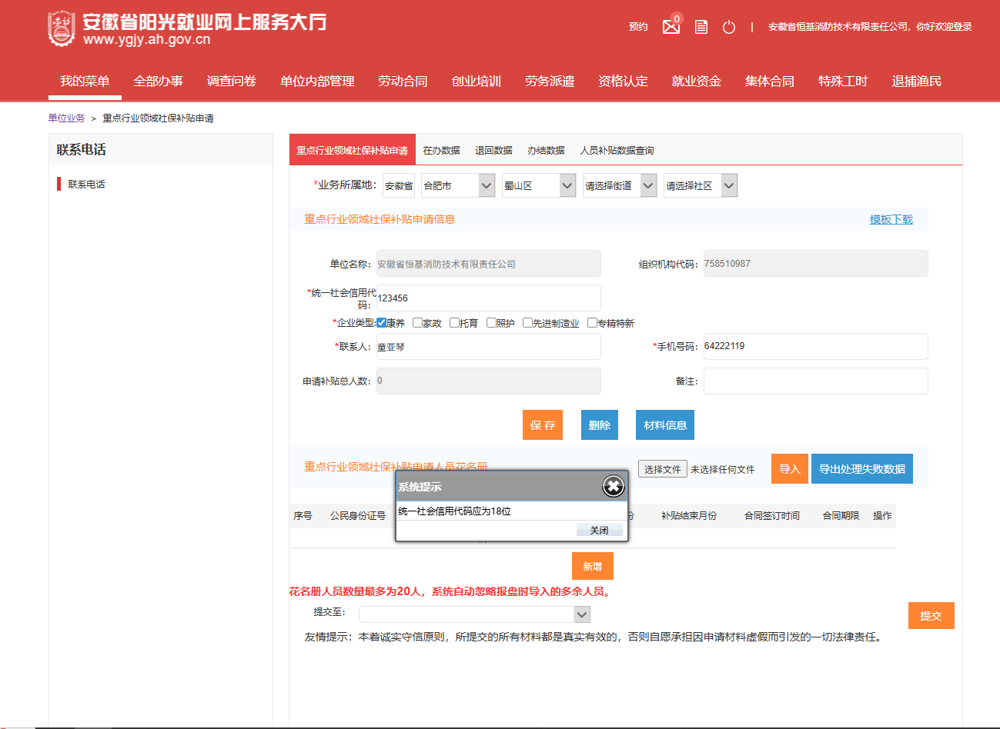 安徽省阳光就业网上服务大厅
www.ygjy.ah.gov.cn
预约 0 | 安徽省恒基消防技术有限责任公司，你好欢迎登录
我的菜单 全部办事 调查问卷 单位内部管理 劳动合同 创业培训 劳务派遣 资格认定 就业资金 集体合同 特殊工时 退捕渔民
单位业务 > 重点行业领域社保补贴申请
联系电话
联系电话
重点行业领域社保补贴申请 在办数据 退回数据 办结数据 人员补贴数据查询
*业务所属地： 安徽省 合肥市 蜀山区 请选择街道 请选择社区
重点行业领域社保补贴申请信息 模板下载
单位名称： 安徽省恒基消防技术有限责任公司 组织机构代码： 758510987
*统一社会信用代码： 123456
*企业类型: 康养 家政 托育 照护 先进制造业 专精特新
*联系人： 童亚琴 *手机号码： 64222119
申请补贴总人数： 0 备注：
保 存 删除 材料信息
重点行业领域社保补贴申请人员花名册 选择文件 未选择任何文件 导入 导出处理失败数据
系统提示
统一社会信用代码应为18位
关闭
序号 公民身份证号 份 补贴结束月份 合同签订时间 合同期限 操作
新增
花名册人员数量最多为20人，系统自动忽略报盘时导入的多余人员。
提交至： 提交
友情提示：本着诚实守信原则，所提交的所有材料都是真实有效的，否则自愿承担因申请材料虚假而引发的一切法律责任。